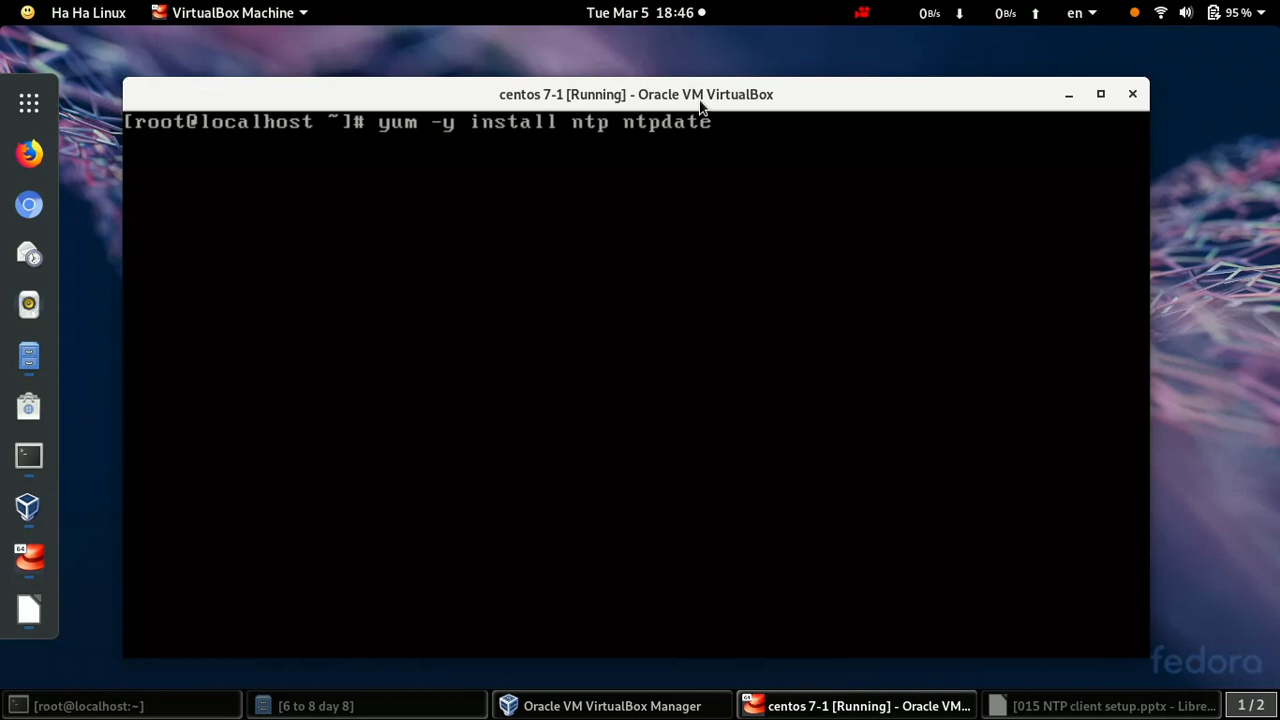 Ha Ha Linux VirtualBox Machine Tue Mar 5 18:46 0B/s 0B/s en 95 %
centos 7-1 [Running] - Oracle VM VirtualBox
[root@localhost ~]# yum -y install ntp ntpdate
64
fedora
[root@localhost:~] [6 to 8 day 8] Oracle VM VirtualBox Manager 64 centos 7-1 [Running] - Oracle VM... [015 NTP client setup.pptx - Libre... 1 / 2